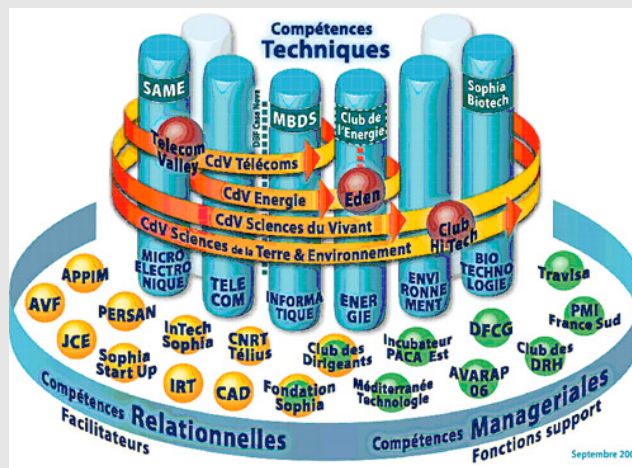 Compétences
Techniques
SAME
MBDS
Club de
l'Energie
Sophia
Biotech
Telecom
Valley
CdV Télécoms
CdV Energie
Eden
CdV Sciences du Vivant
Club
HiTech
CdV Sciences de la Terre & Environnement
MICRO
ELECTRO
NIQUE
TELE
COM
INFORMA
TIQUE
ENER
GIE
ENVI
RONNE
MENT
BIO
TECHNO
LOGIE
APPIM
AVF
PERSAN
JCE
InTech
Sophia
CNRT
Télius
Sophia
Start Up
IRT
CAD
Club des
Dirigeants
Fondation
Sophia
Incubateur
PACA Est
Méditerranée
Technologie
DFCG
AVARAP
06
Club des
DRH
Travisa
PMI
France Sud
Compétences Relationnelles
Facilitateurs
Compétences Manageriales
Fonctions support
Septembre